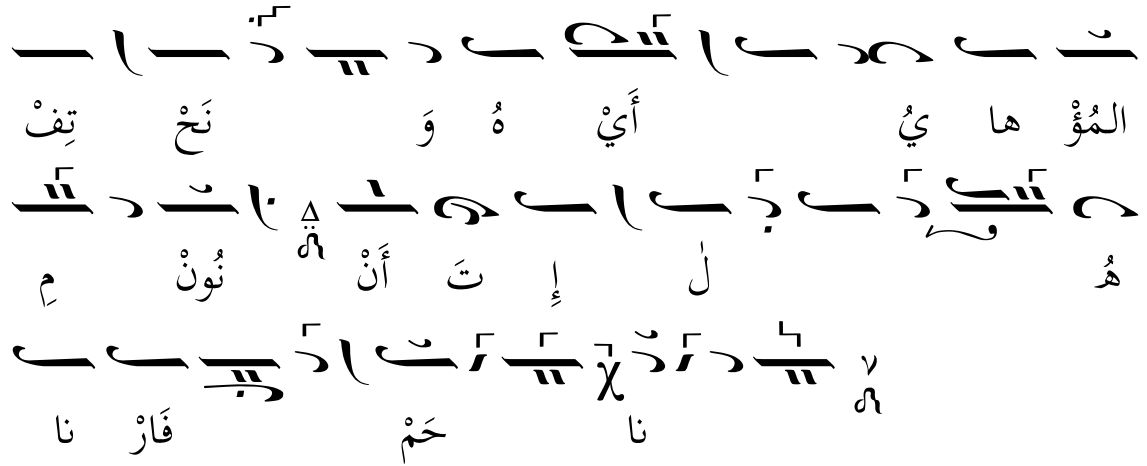 تِفْ نَحْ وَ هُ أَيْ يُ ها المُؤْ
مِ نُونْ أَنْ تَ إِ لٰ هُ
نا فَارْ حَمْ نا